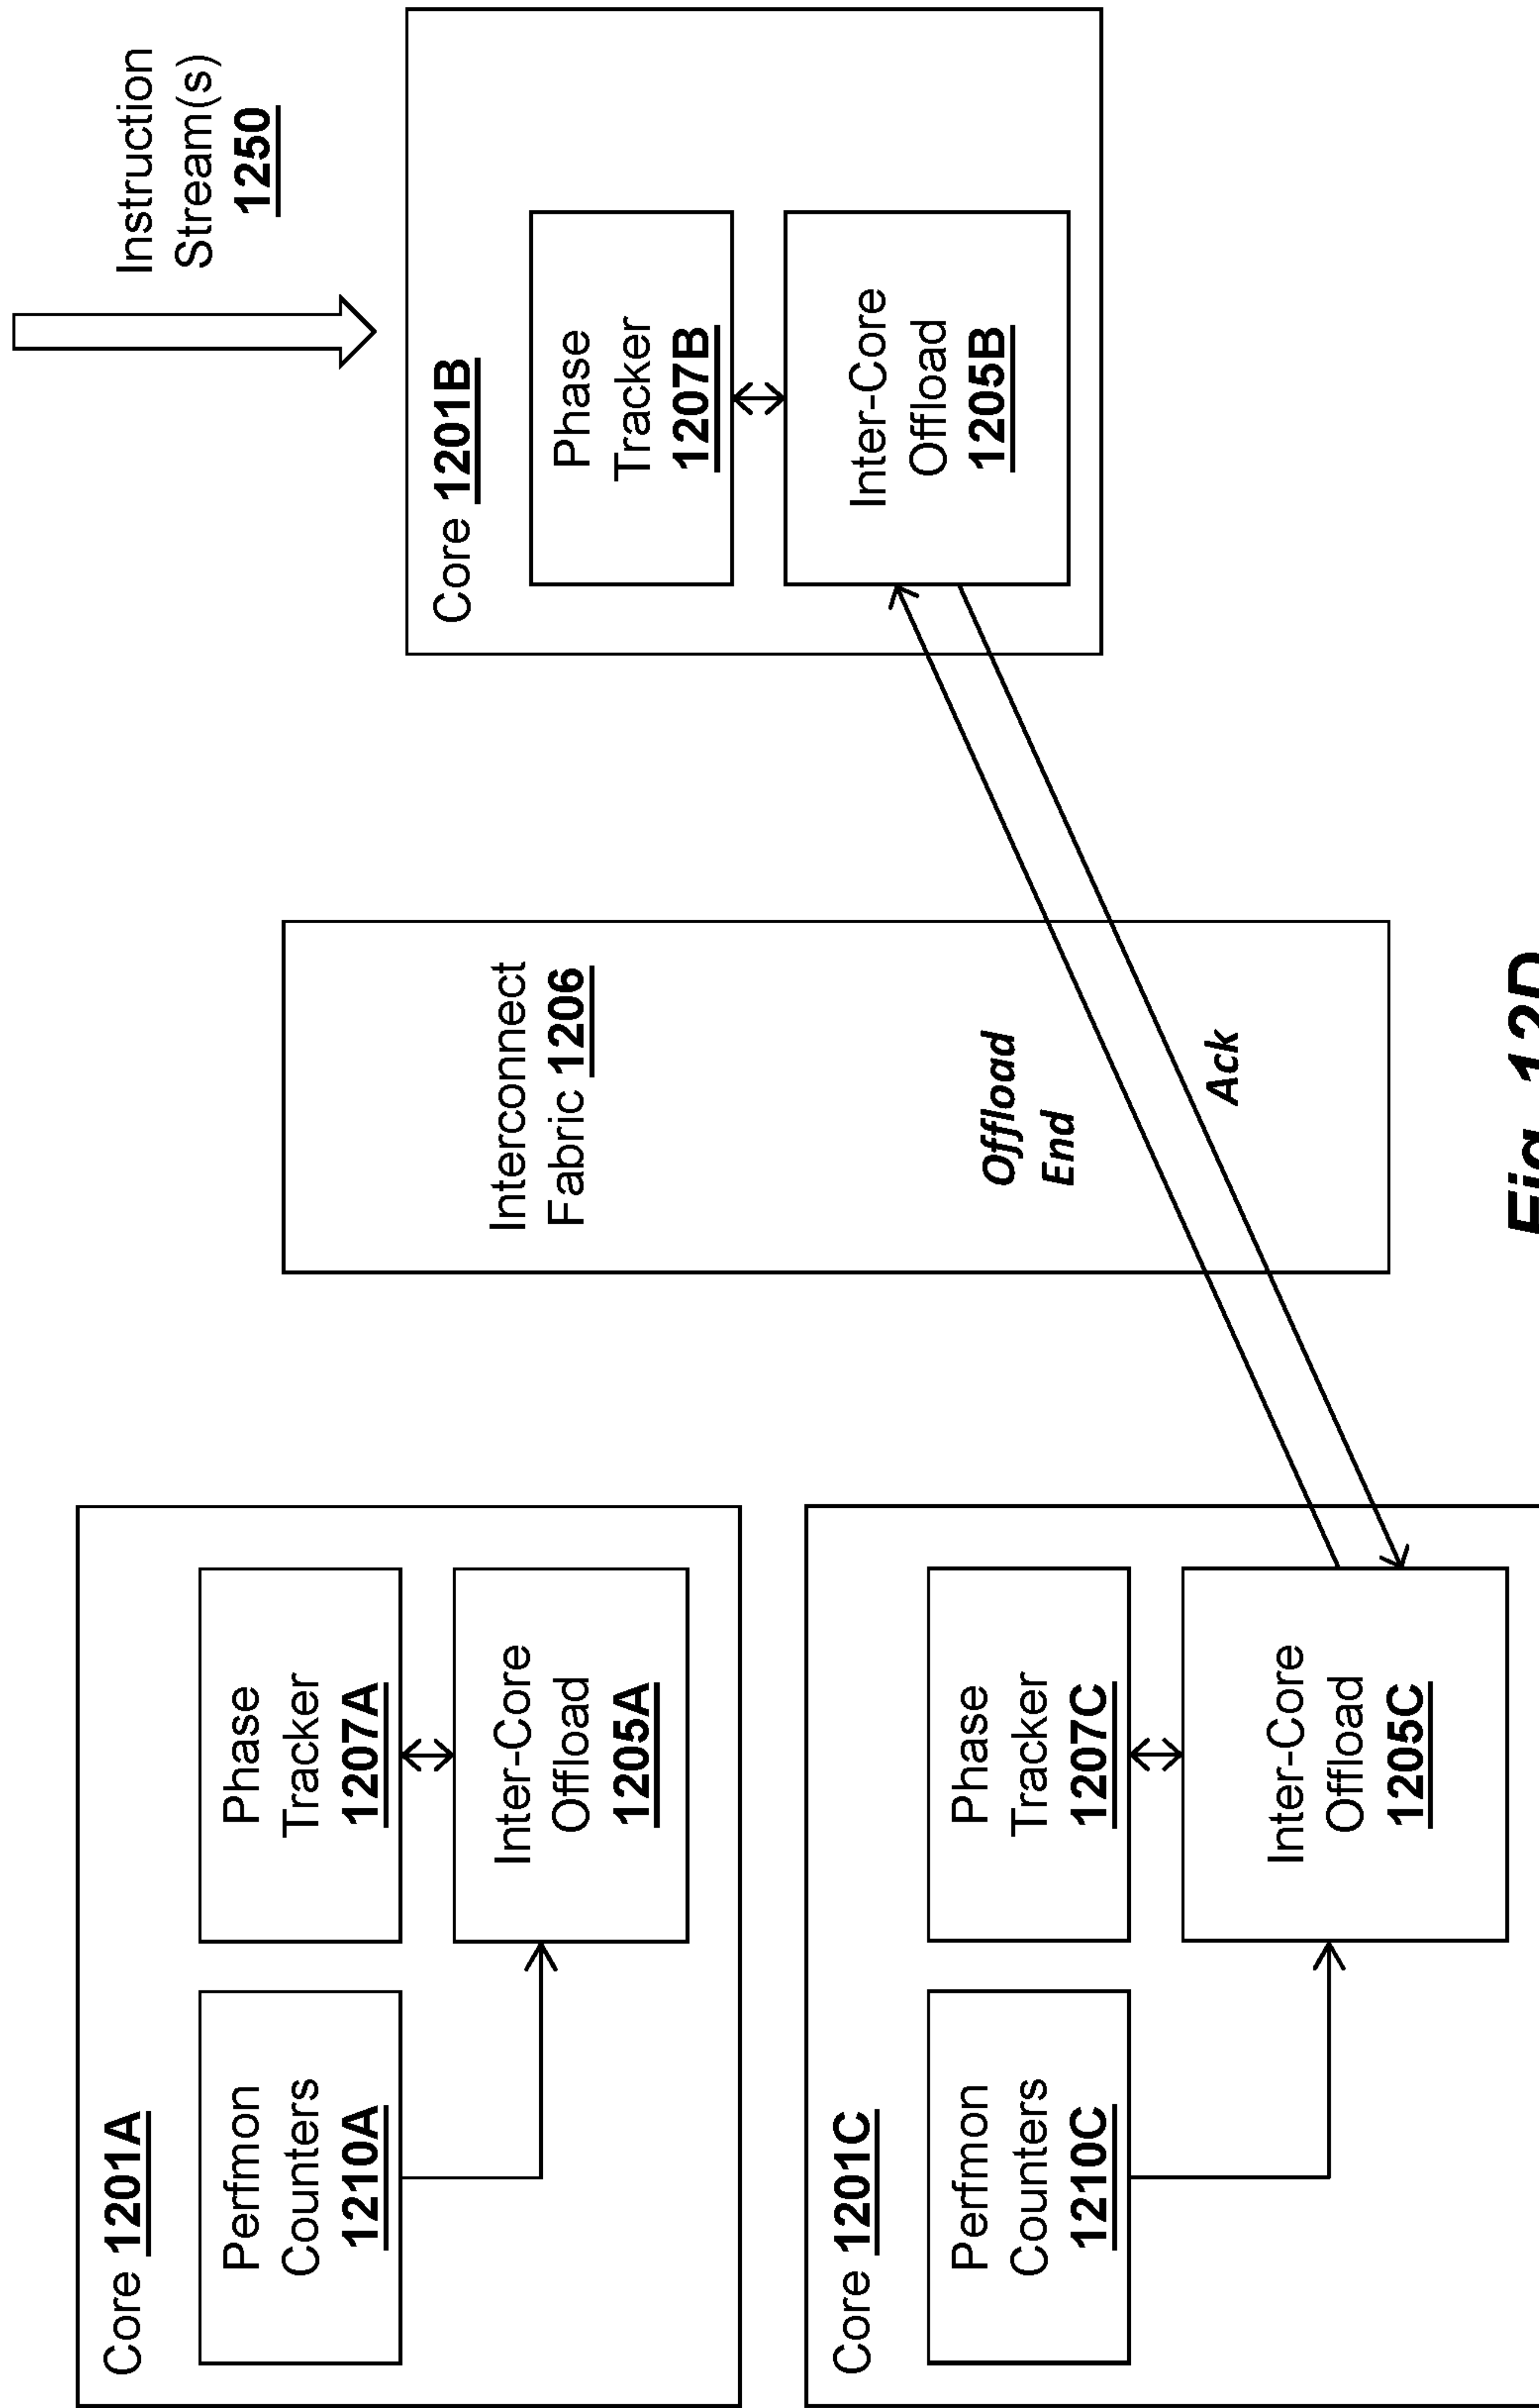 Core 1201A
Perfmon
Counters
1210A
Phase
Tracker
1207A
Inter-Core
Offload
1205A
Core 1201C
Perfmon
Counters
1210C
Phase
Tracker
1207C
Inter-Core
Offload
1205C
Interconnect
Fabric 1206
Offload
End
Ack
Instruction
Stream(s)
1250
Core 1201B
Phase
Tracker
1207B
Inter-Core
Offload
1205B
Fig. 12D